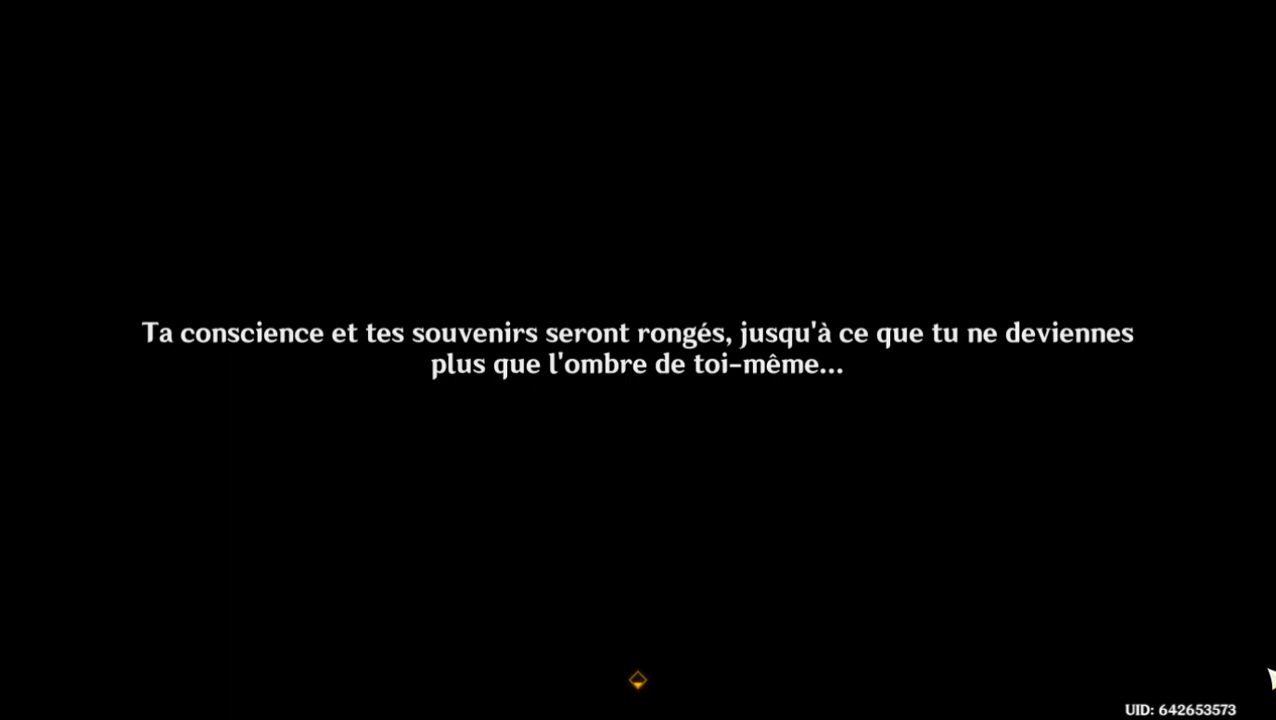 Ta conscience et tes souvenirs seront rongés, jusqu'à ce que tu ne deviennes
plus que l'ombre de toi-même...
UID: 642653573